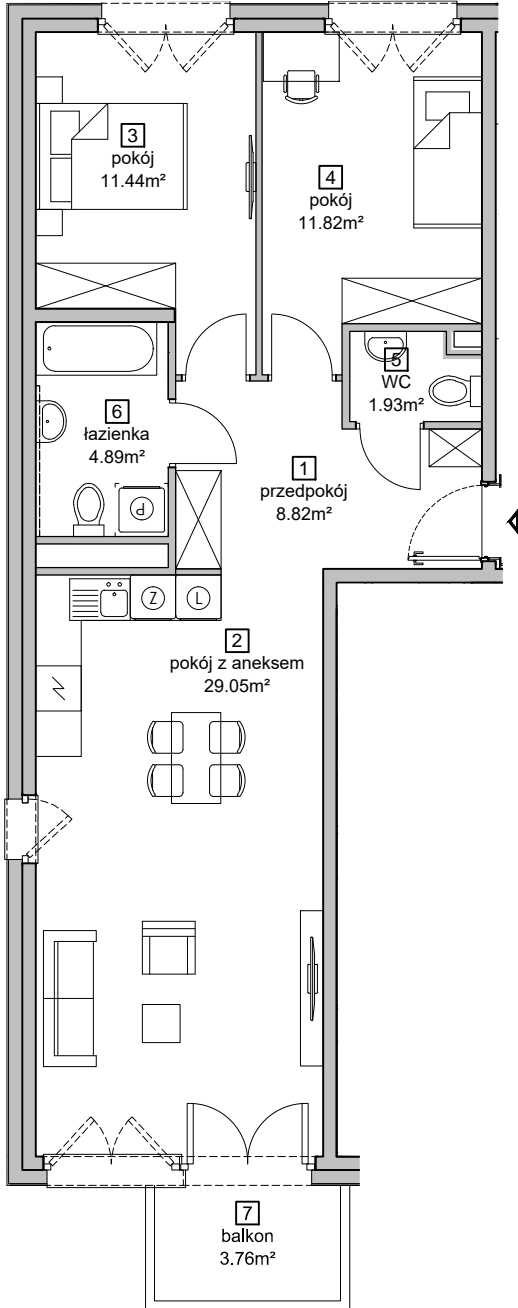 3
pokój
11.44m²
4
pokój
11.82m²
5
WC
1.93m²
6
łazienka
4.89m²
1
przedpokój
8.82m²
P
Z
L
2
pokój z aneksem
29.05m²
7
balkon
3.76m²